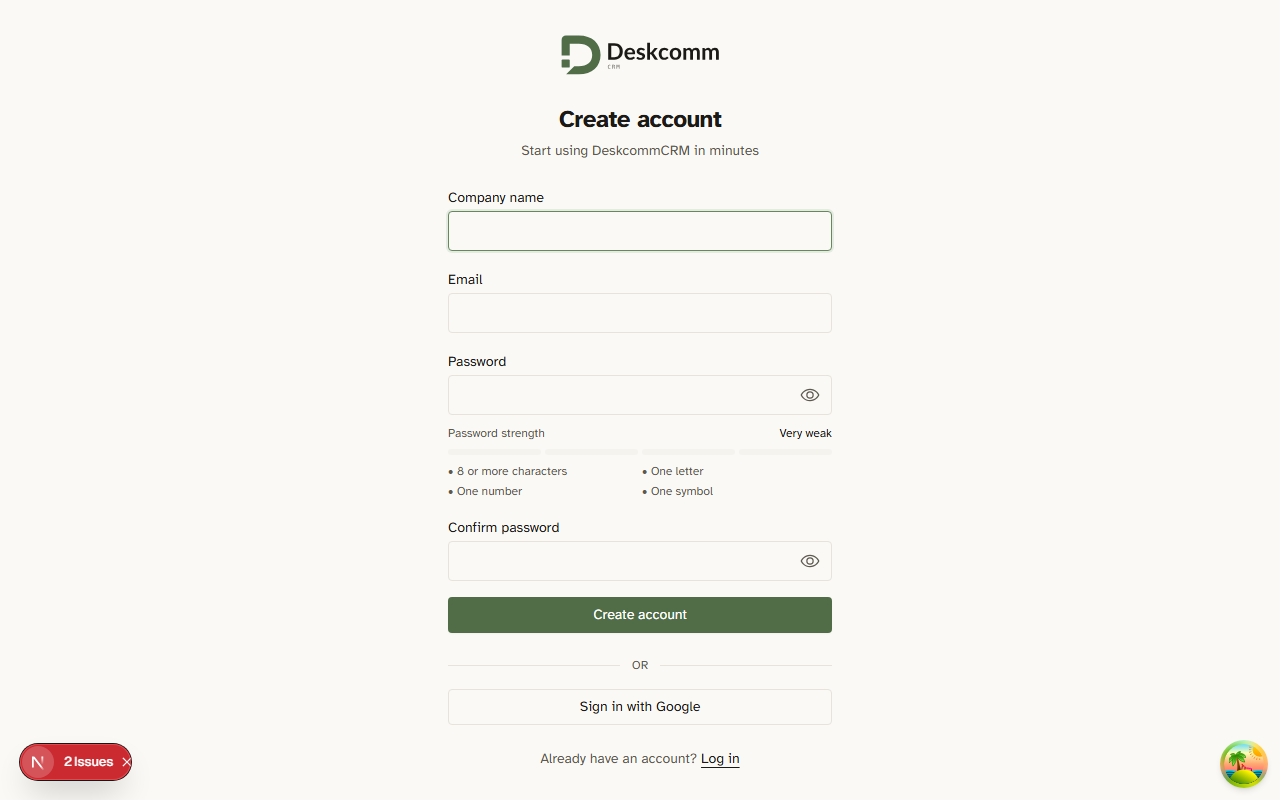 Deskcomm
CRM
Create account
Start using DeskcommCRM in minutes
Company name
Email
Password
Password strength
Very weak
• 8 or more characters
• One letter
• One number
• One symbol
Confirm password
Create account
OR
Sign in with Google
Already have an account? Log in
N 2 Issues